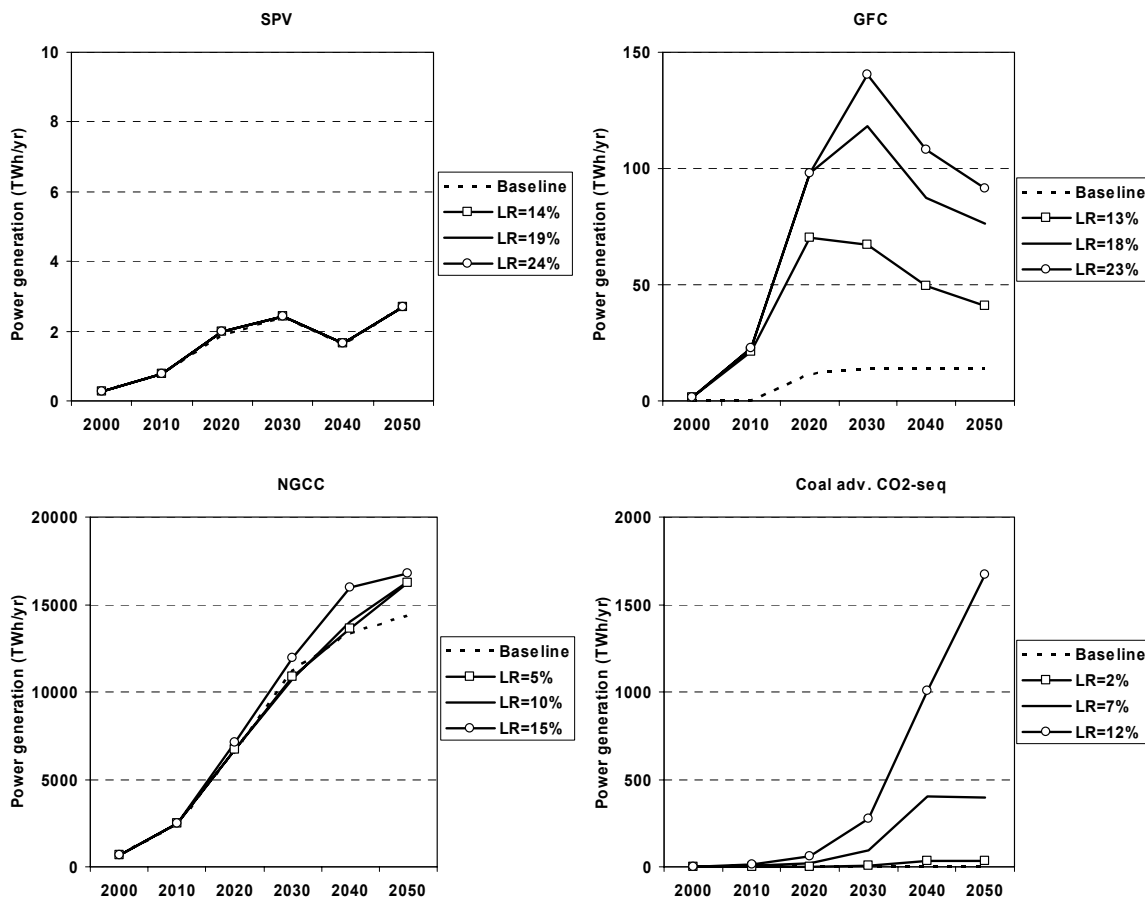 SPV
Power generation (TWh/yr)
10
8
6
4
2
0
2000 2010 2020 2030 2040 2050
Baseline
LR=14%
LR=19%
LR=24%
GFC
Power generation (TWh/yr)
150
100
50
0
2000 2010 2020 2030 2040 2050
Baseline
LR=13%
LR=18%
LR=23%
NGCC
Power generation (TWh/yr)
20000
15000
10000
5000
0
2000 2010 2020 2030 2040 2050
Baseline
LR=5%
LR=10%
LR=15%
Coal adv. CO2-seq
Power generation (TWh/yr)
2000
1500
1000
500
0
2000 2010 2020 2030 2040 2050
Baseline
LR=2%
LR=7%
LR=12%